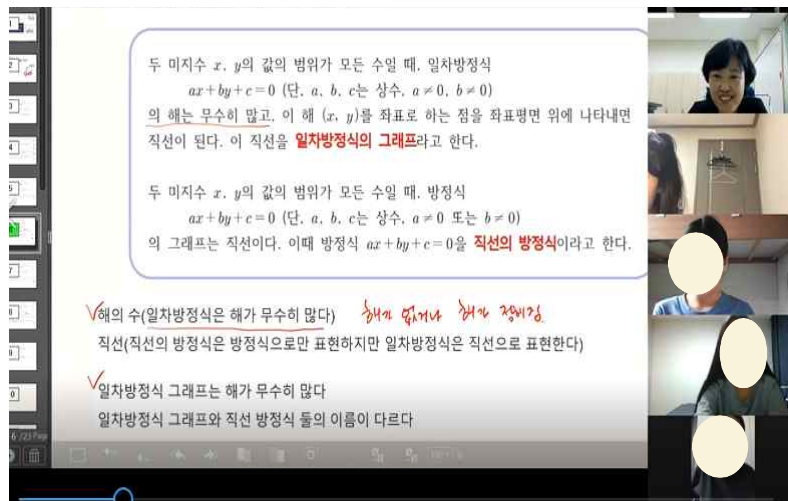 두 미지수 x, y의 값의 범위가 모든 수일 때, 일차방정식
ax+by+c=0 (단, a, b, c는 상수, a≠0, b≠0)
의 해는 무수히 많고, 이 해 (x, y)를 좌표로 하는 점을 좌표평면 위에 나타내면
직선이 된다. 이 직선을 일차방정식의 그래프라고 한다.
두 미지수 x, y의 값의 범위가 모든 수일 때, 방정식
ax+by+c=0 (단, a, b, c는 상수, a≠0 또는 b≠0)
의 그래프는 직선이다. 이때 방정식 ax+by+c=0을 직선의 방정식이라고 한다.
해의 수(일차방정식은 해가 무수히 많다) 해가 없거나 해가 정해짐.
직선(직선의 방정식은 방정식으로만 표현하지만 일차방정식은 직선으로 표현한다)
일차방정식 그래프는 해가 무수히 많다
일차방정식 그래프와 직선 방정식 둘의 이름이 다르다
6 /23 Page